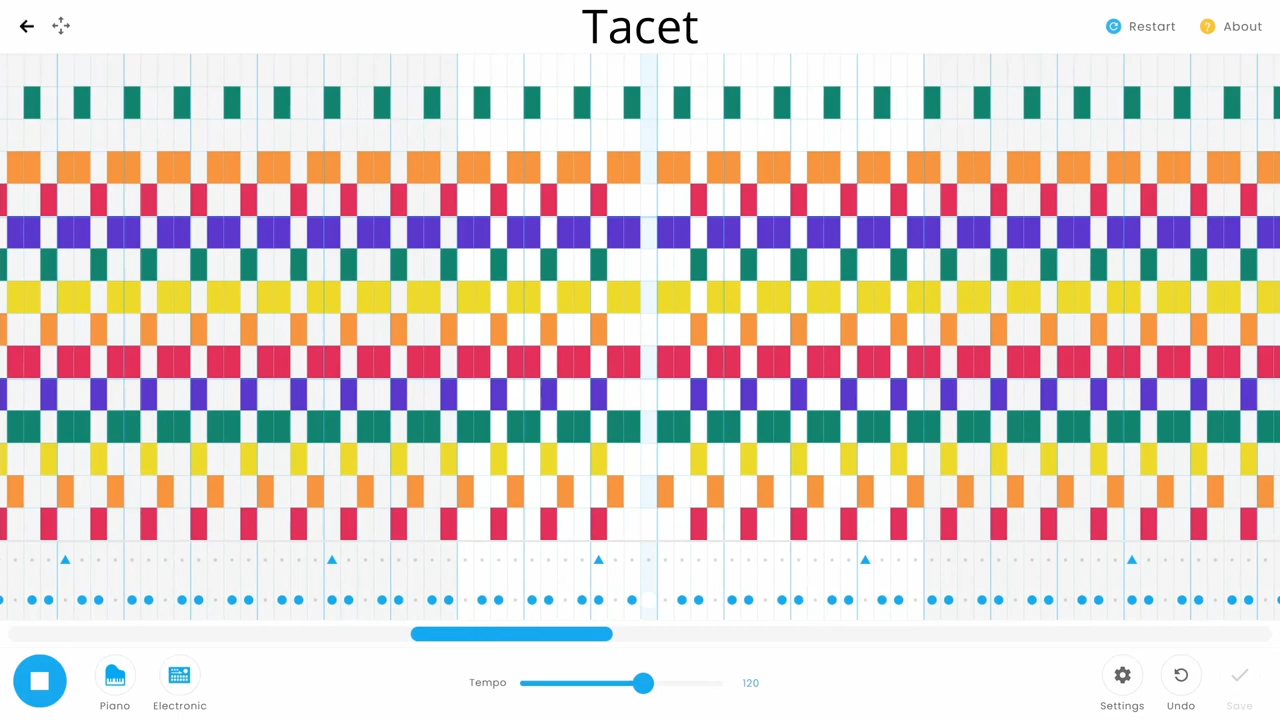 Tacet
Restart
? About
Tempo
120
Piano
Electronic
Settings
Undo
Save